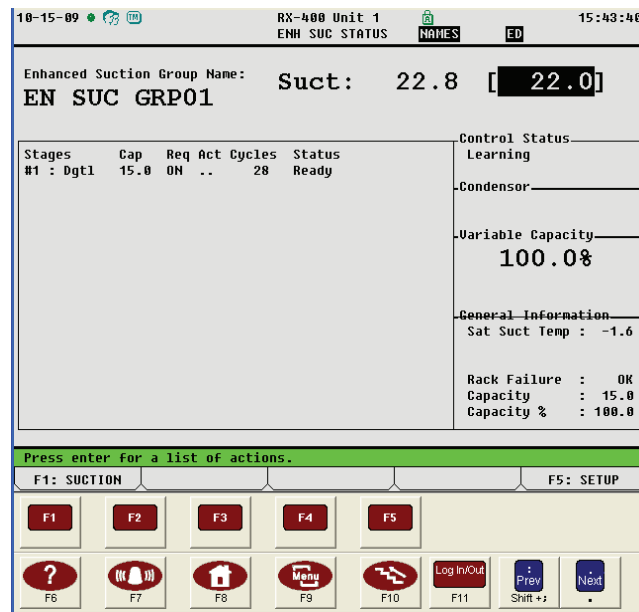 10-15-09 TM RX-400 Unit 1 R 15:43:40
ENH SUC STATUS NAMES ED
Enhanced Suction Group Name:
EN SUC GRP01
Suct: 22.8 [ 22.0]
Stages Cap Req Act Cycles Status
#1 : Dgtl 15.0 ON .. 28 Ready
Control Status
Learning
Condensor
Variable Capacity
100.0%
General Information
Sat Suct Temp : -1.6
Rack Failure : OK
Capacity : 15.0
Capacity % : 100.0
Press enter for a list of actions.
F1: SUCTION F5: SETUP
F1 F2 F3 F4 F5
? Menu Log In/Out : Prev . Next
F6 F7 F8 F9 F10 F11 Shift +; .